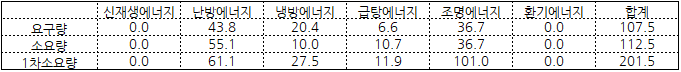 신재생에너지 난방에너지 냉방에너지 급탕에너지 조명에너지 환기에너지 합계
요구량 0.0 43.8 20.4 6.6 36.7 0.0 107.5
소요량 0.0 55.1 10.0 10.7 36.7 0.0 112.5
1차소요량 0.0 61.1 27.5 11.9 101.0 0.0 201.5